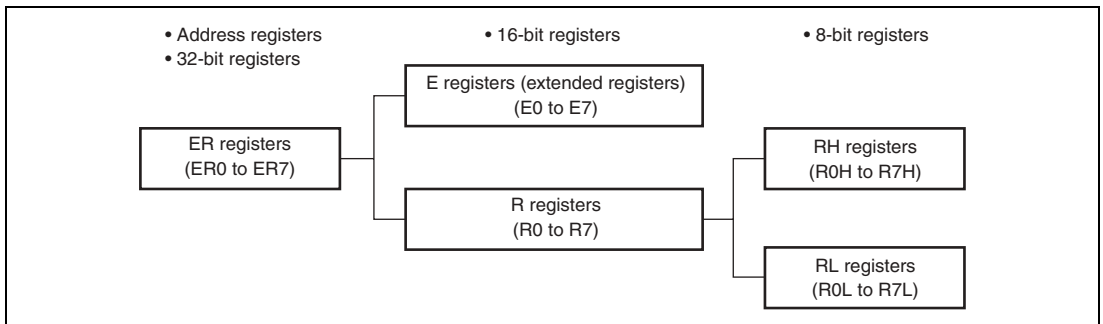 • Address registers
• 32-bit registers
• 16-bit registers
• 8-bit registers
E registers (extended registers)
(E0 to E7)
ER registers
(ER0 to ER7)
RH registers
(R0H to R7H)
R registers
(R0 to R7)
RL registers
(R0L to R7L)